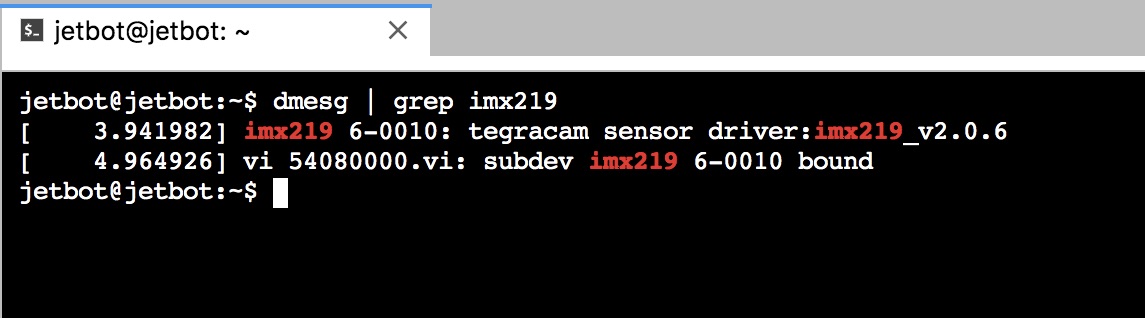 $_ jetbot@jetbot: ~
jetbot@jetbot:~$ dmesg | grep imx219
[    3.941982] imx219 6-0010: tegracam sensor driver:imx219_v2.0.6
[    4.964926] vi 54080000.vi: subdev imx219 6-0010 bound
jetbot@jetbot:~$